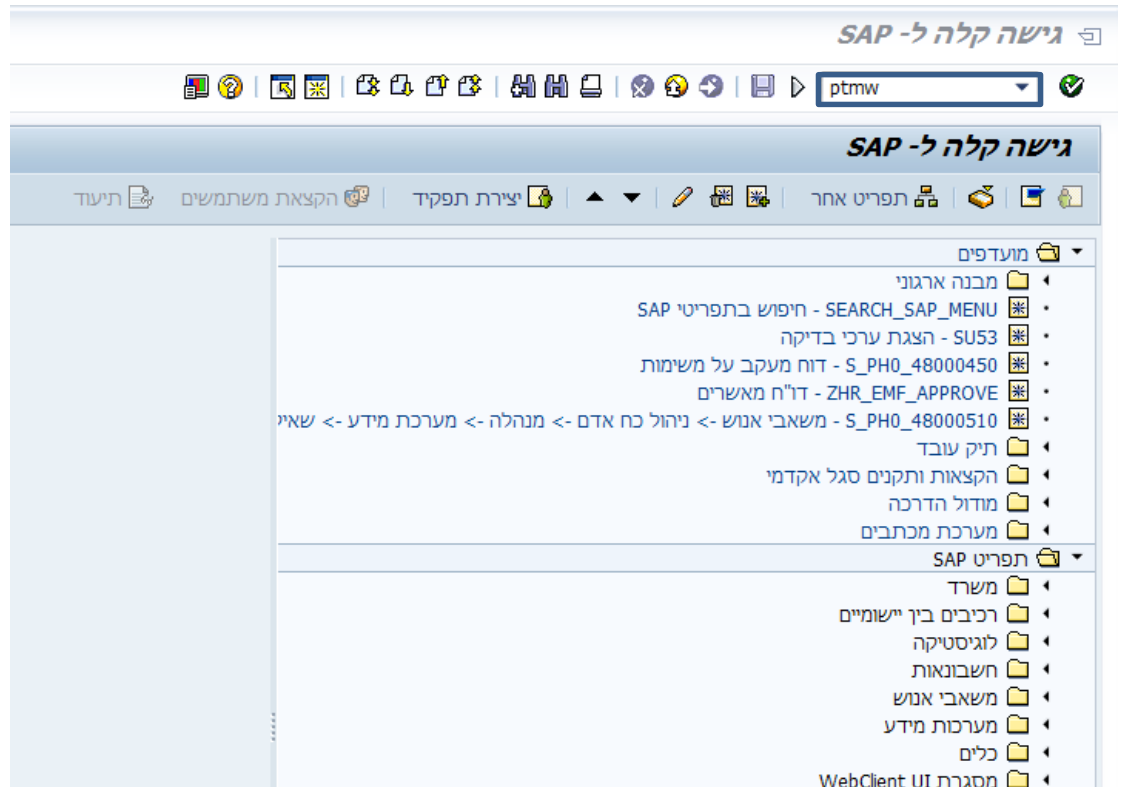 גישה קלה ל- SAP
ptmw
גישה קלה ל- SAP
תפריט אחר יצירת תפקיד הקצאת משתמשים תיעוד
מועדפים
מבנה ארגוני
SEARCH_SAP_MENU - חיפוש בתפריטי SAP
SU53 - הצגת ערכי בדיקה
S_PH0_48000450 - דוח מעקב על משימות
ZHR_EMF_APPROVE - דו"ח מאשרים
S_PH0_48000510 - משאבי אנוש -> ניהול כח אדם -> מנהלה -> מערכת מידע -> שאי
תיק עובד
הקצאות ותקנים סגל אקדמי
מודול הדרכה
מערכת מכתבים
תפריט SAP
משרד
רכיבים בין יישומיים
לוגיסטיקה
חשבונאות
משאבי אנוש
מערכות מידע
כלים
מסגרת WebClient UI